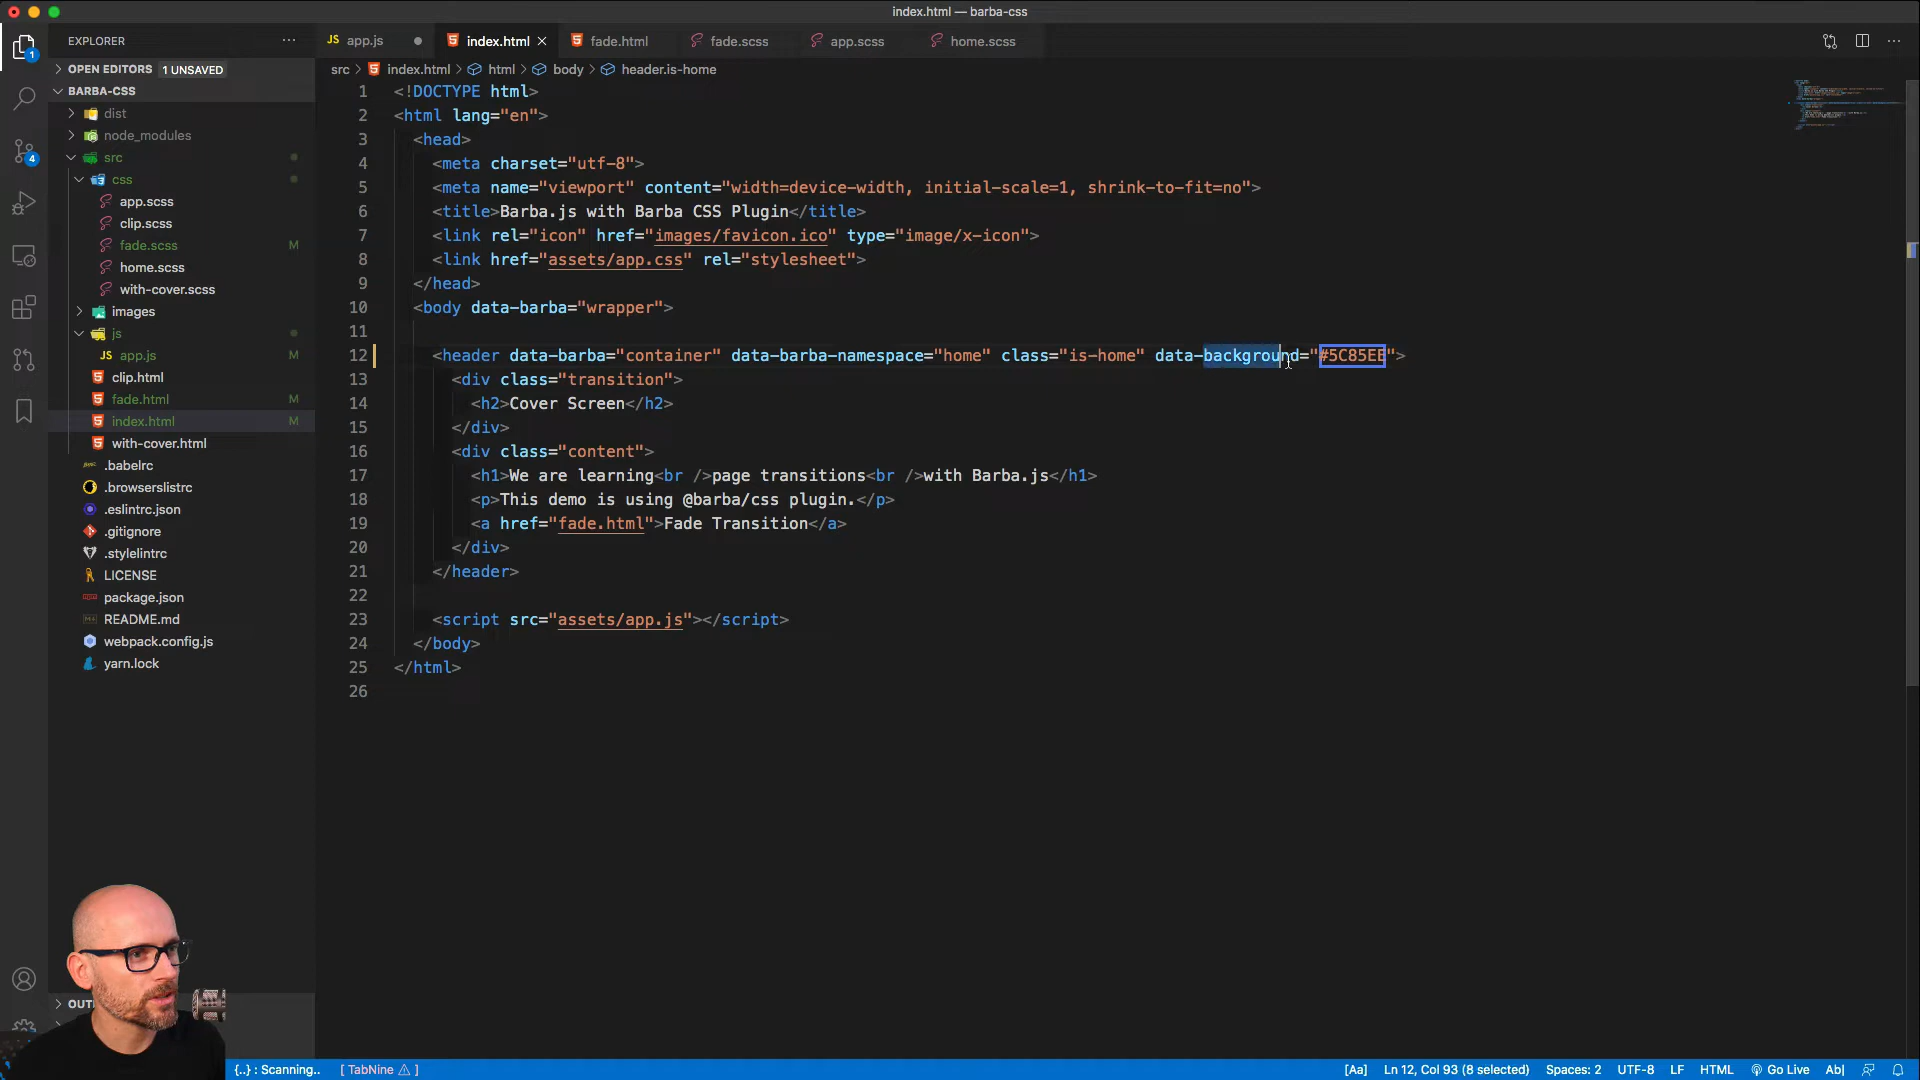 index.html — barba-css
EXPLORER
OPEN EDITORS 1 UNSAVED
BARBA-CSS
dist
node_modules
src
css
app.scss
clip.scss
fade.scss M
home.scss
with-cover.scss
images
js
app.js M
clip.html
fade.html M
index.html M
with-cover.html
.babelrc
.browserslistrc
.eslintrc.json
.gitignore
.stylelintrc
LICENSE
package.json
README.md
webpack.config.js
yarn.lock
1
4
JS app.js
index.html
fade.html
fade.scss
app.scss
home.scss
src > index.html > html > body > header.is-home
1 <!DOCTYPE html>
2 <html lang="en">
3 <head>
4 <meta charset="utf-8">
5 <meta name="viewport" content="width=device-width, initial-scale=1, shrink-to-fit=no">
6 <title>Barba.js with Barba CSS Plugin</title>
7 <link rel="icon" href="images/favicon.ico" type="image/x-icon">
8 <link href="assets/app.css" rel="stylesheet">
9 </head>
10 <body data-barba="wrapper">
11
12 <header data-barba="container" data-barba-namespace="home" class="is-home" data-background="#5C85EE">
13 <div class="transition">
14 <h2>Cover Screen</h2>
15 </div>
16 <div class="content">
17 <h1>We are learning<br />page transitions<br />with Barba.js</h1>
18 <p>This demo is using @barba/css plugin.</p>
19 <a href="fade.html">Fade Transition</a>
20 </div>
21 </header>
22
23 <script src="assets/app.js"></script>
24 </body>
25 </html>
26
{..} : Scanning.. [ TabNine ⚠ ] [Aa] Ln 12, Col 93 (8 selected) Spaces: 2 UTF-8 LF HTML Go Live Ab|